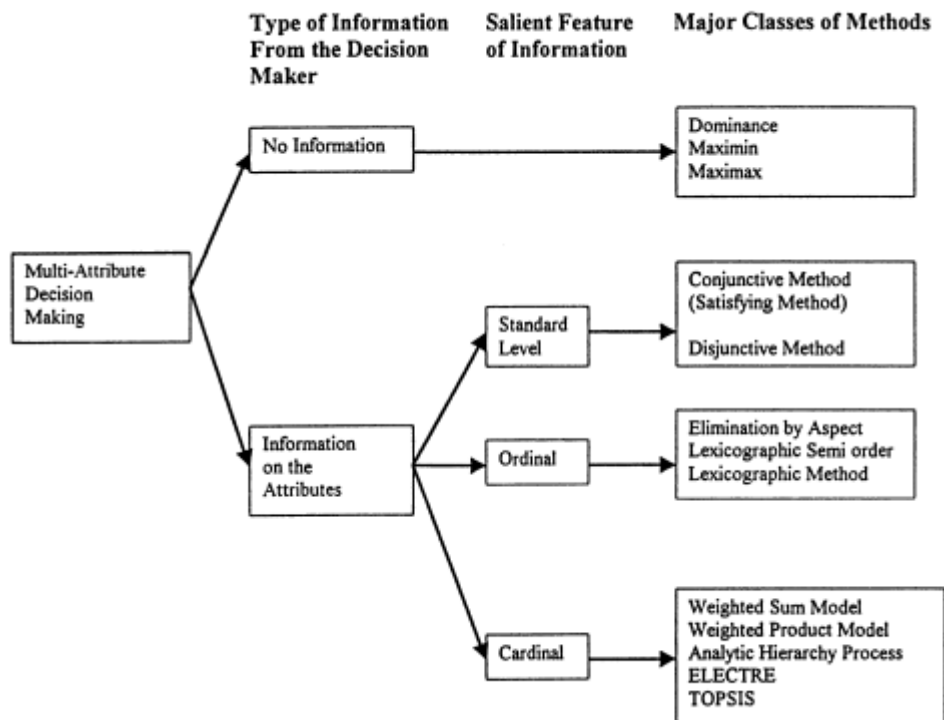 Type of Information
From the Decision
Maker
Salient Feature
of Information
Major Classes of Methods
No Information
Dominance
Maximin
Maximax
Multi-Attribute
Decision
Making
Standard
Level
Conjunctive Method
(Satisfying Method)
Disjunctive Method
Information
on the
Attributes
Ordinal
Elimination by Aspect
Lexicographic Semi order
Lexicographic Method
Cardinal
Weighted Sum Model
Weighted Product Model
Analytic Hierarchy Process
ELECTRE
TOPSIS